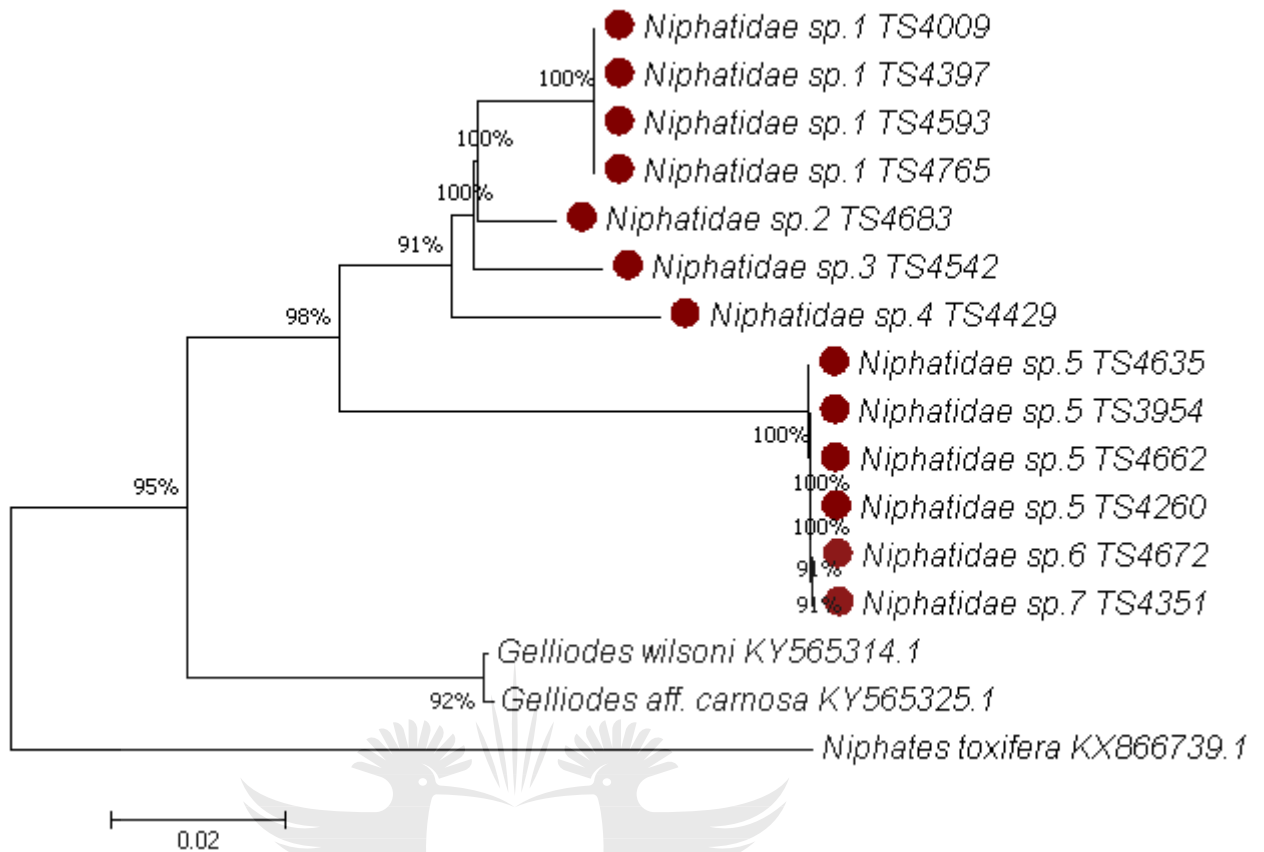 Niphatidae sp.1 TS4009
100%
Niphatidae sp.1 TS4397
Niphatidae sp.1 TS4593
100%
Niphatidae sp.1 TS4765
100%
Niphatidae sp.2 TS4683
91%
Niphatidae sp.3 TS4542
98%
Niphatidae sp.4 TS4429
Niphatidae sp.5 TS4635
Niphatidae sp.5 TS3954
100%
Niphatidae sp.5 TS4662
95%
100%
Niphatidae sp.5 TS4260
100%
Niphatidae sp.6 TS4672
91%
Niphatidae sp.7 TS4351
91%
Gelliodes wilsoni KY565314.1
92%
Gelliodes aff. carnosa KY565325.1
Niphates toxifera KX866739.1
0.02